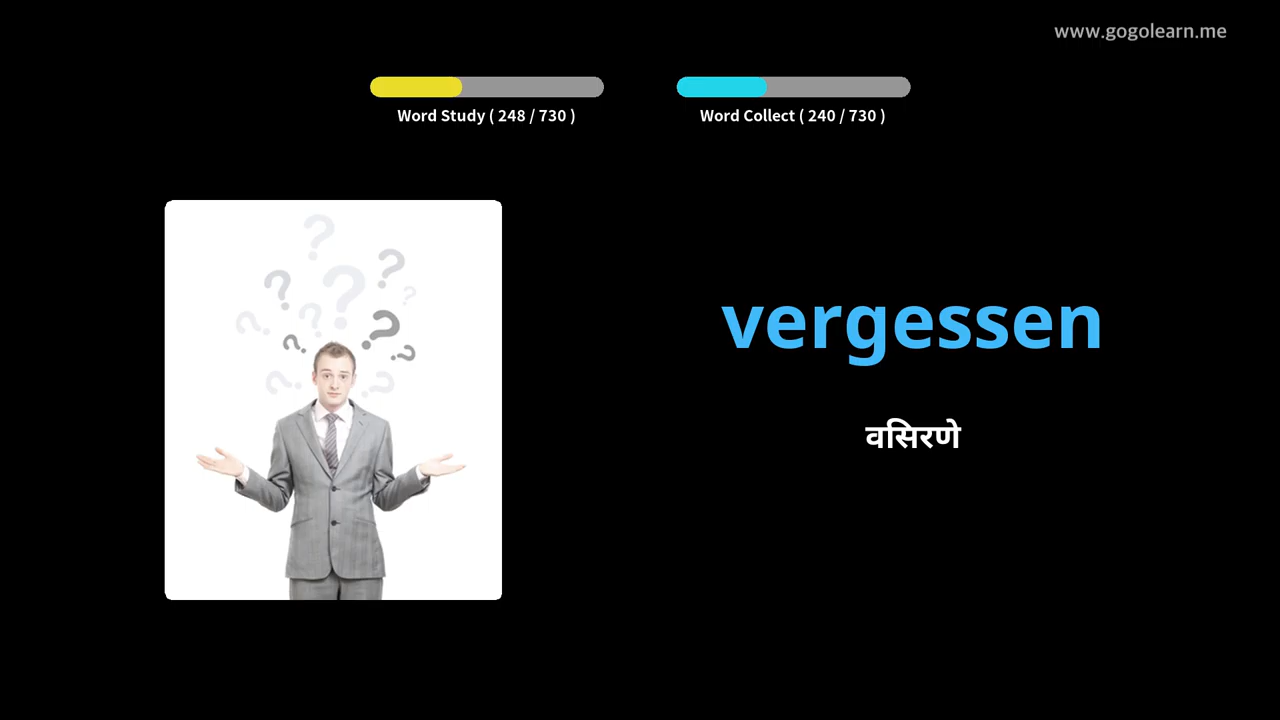 www.gogolearn.me
Word Study ( 248 / 730 )
Word Collect ( 240 / 730 )
vergessen
वसिरणे